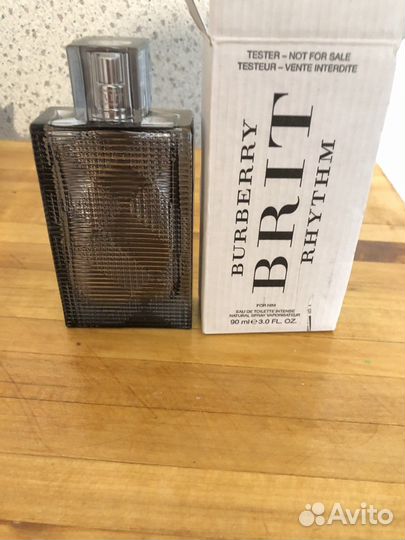 TESTER – NOT FOR SALE
TESTEUR – VENTE INTERDITE
BURBERRY
BRIT
RHYTHM
FOR HIM
EAU DE TOILETTE INTENSE
NATURAL SPRAY VAPORISATEUR
90 ml ℮ 3.0 FL. OZ.
Avito